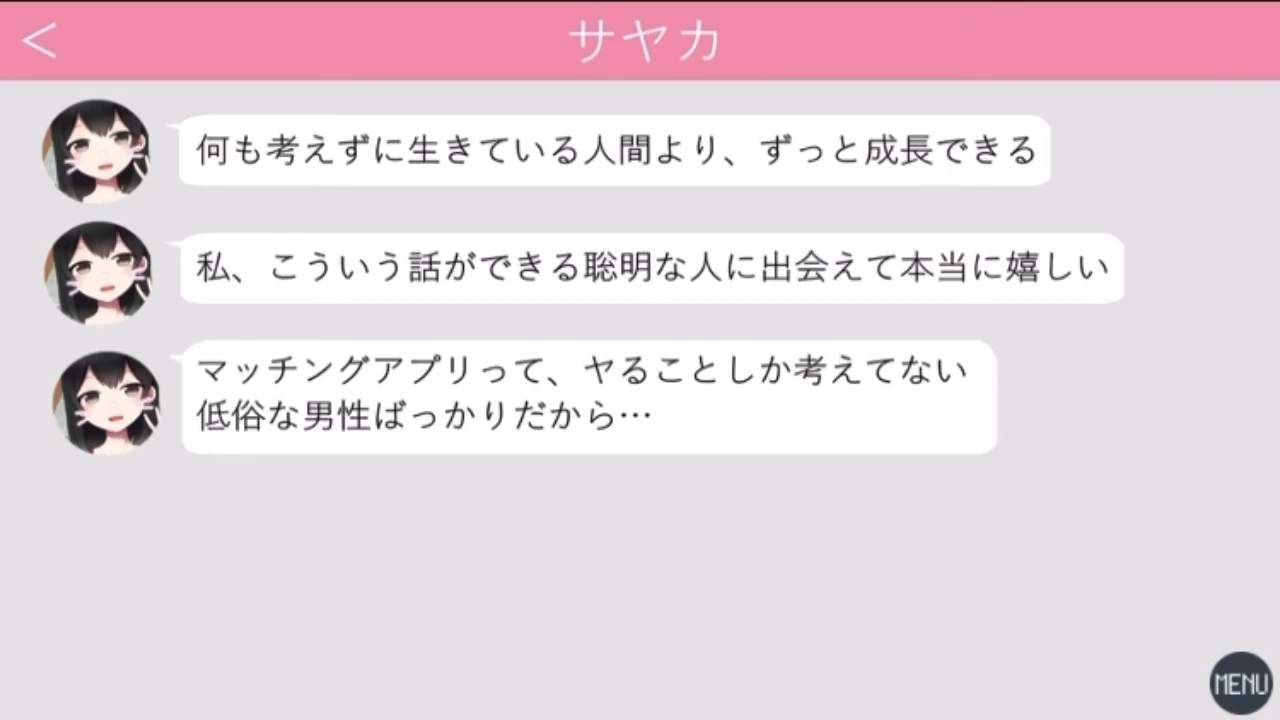 サヤカ
何も考えずに生きている人間より、ずっと成長できる
私、こういう話ができる聡明な人に出会えて本当に嬉しい
マッチングアプリって、ヤることしか考えてない
低俗な男性ばっかりだから…
MENU